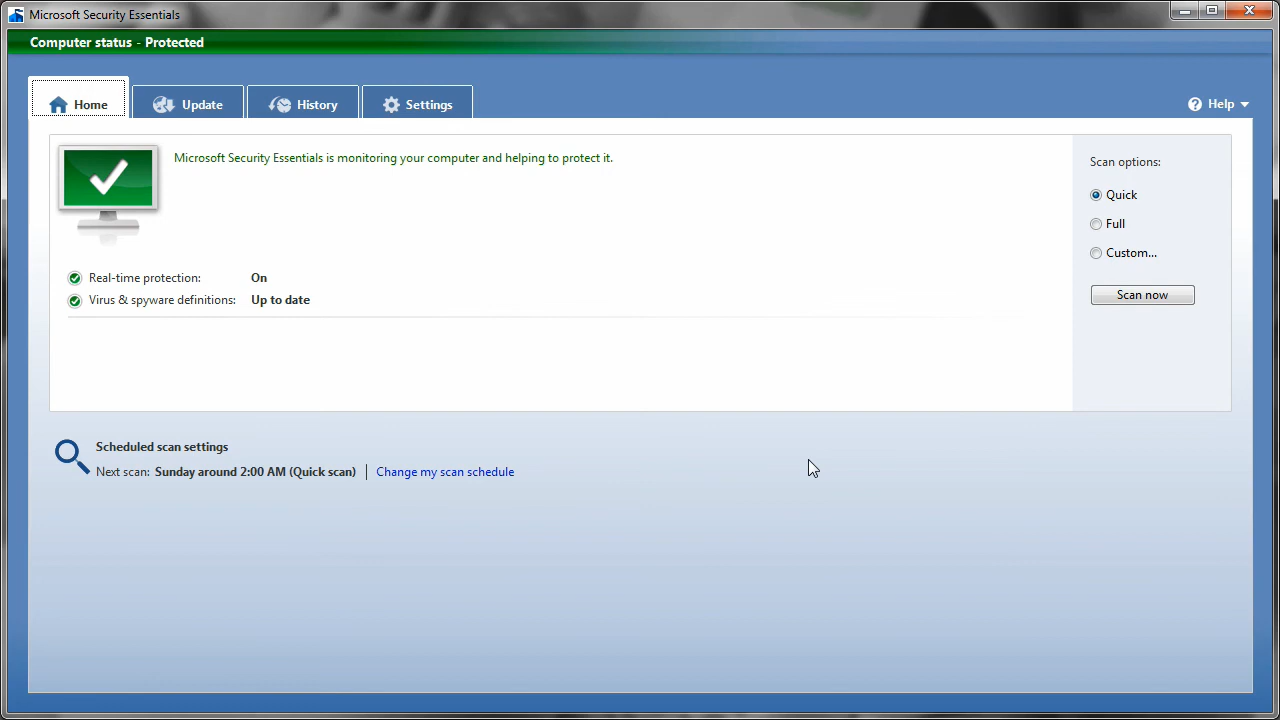 Microsoft Security Essentials
Computer status - Protected
Home
Update
History
Settings
Help
Microsoft Security Essentials is monitoring your computer and helping to protect it.
Real-time protection: On
Virus & spyware definitions: Up to date
Scan options:
Quick
Full
Custom...
Scan now
Scheduled scan settings
Next scan: Sunday around 2:00 AM (Quick scan) | Change my scan schedule